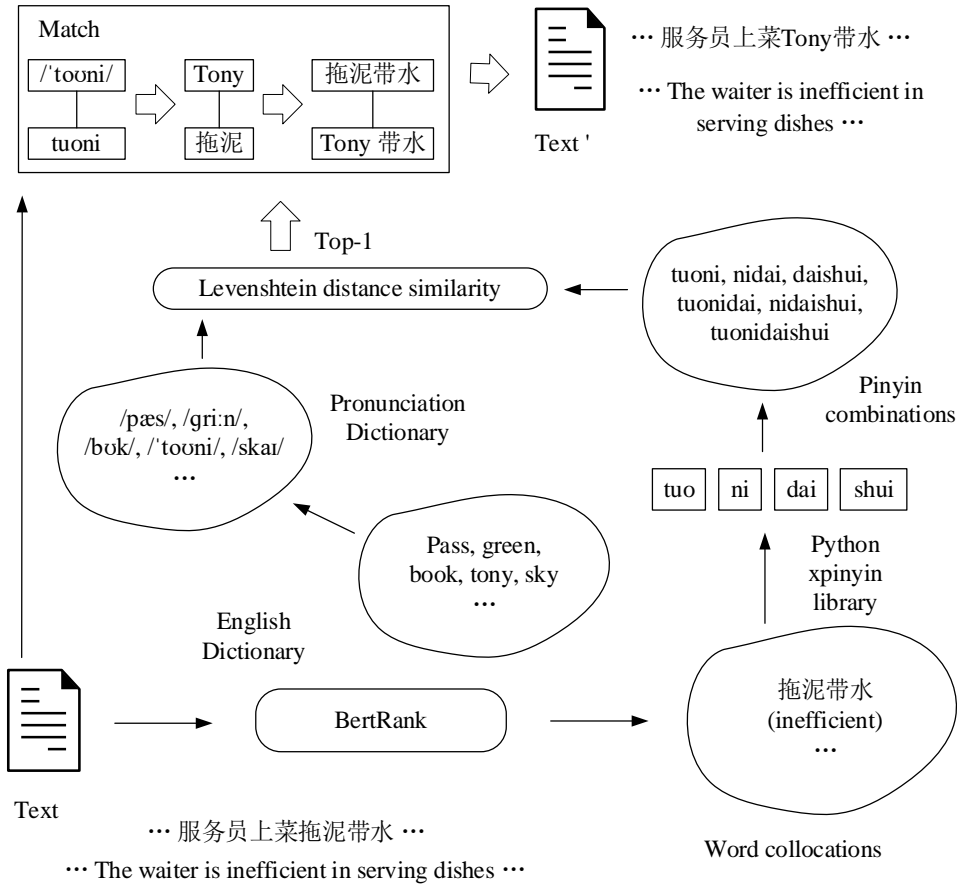 Match
/ˈtoʊni/
tuoni
Tony
拖泥
拖泥带水
Tony 带水
Text '
… 服务员上菜Tony带水 …
… The waiter is inefficient in
serving dishes …
Top-1
Levenshtein distance similarity
tuoni, nidai, daishui,
tuonidai, nidaishui,
tuonidaishui
Pinyin
combinations
/pæs/, /ɡriːn/,
/bʊk/, /ˈtoʊni/, /skaɪ/
…
Pronunciation
Dictionary
tuo
ni
dai
shui
Pass, green,
book, tony, sky
…
English
Dictionary
Python
xpinyin
library
BertRank
拖泥带水
(inefficient)
…
Word collocations
Text
… 服务员上菜拖泥带水 …
… The waiter is inefficient in serving dishes …